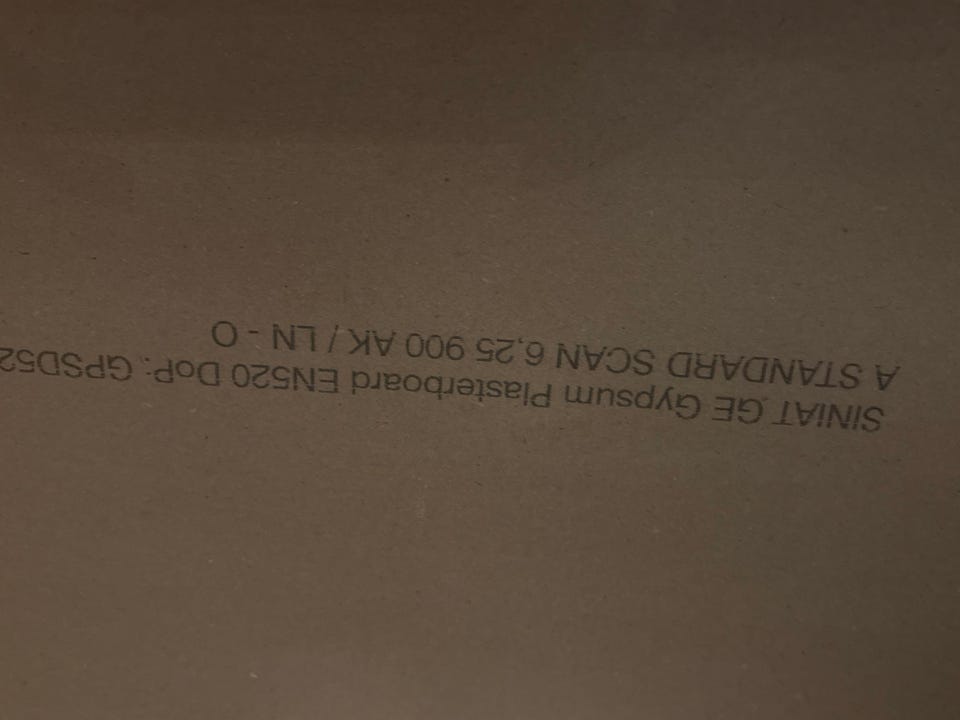 SINIAT GE Gypsum Plasterboard EN520 DoP: GPSD52
A STANDARD SCAN 6,25 900 AK / LN - O